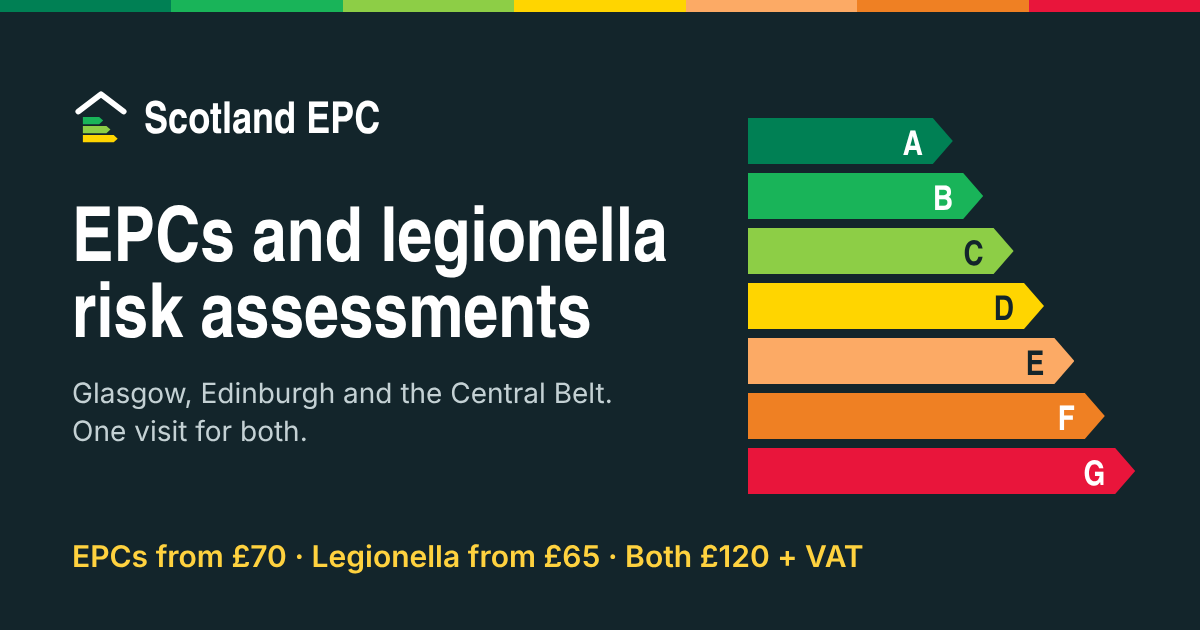 Scotland EPC
EPCs and legionella
risk assessments
Glasgow, Edinburgh and the Central Belt.
One visit for both.
A
B
C
D
E
F
G
EPCs from £70 · Legionella from £65 · Both £120 + VAT